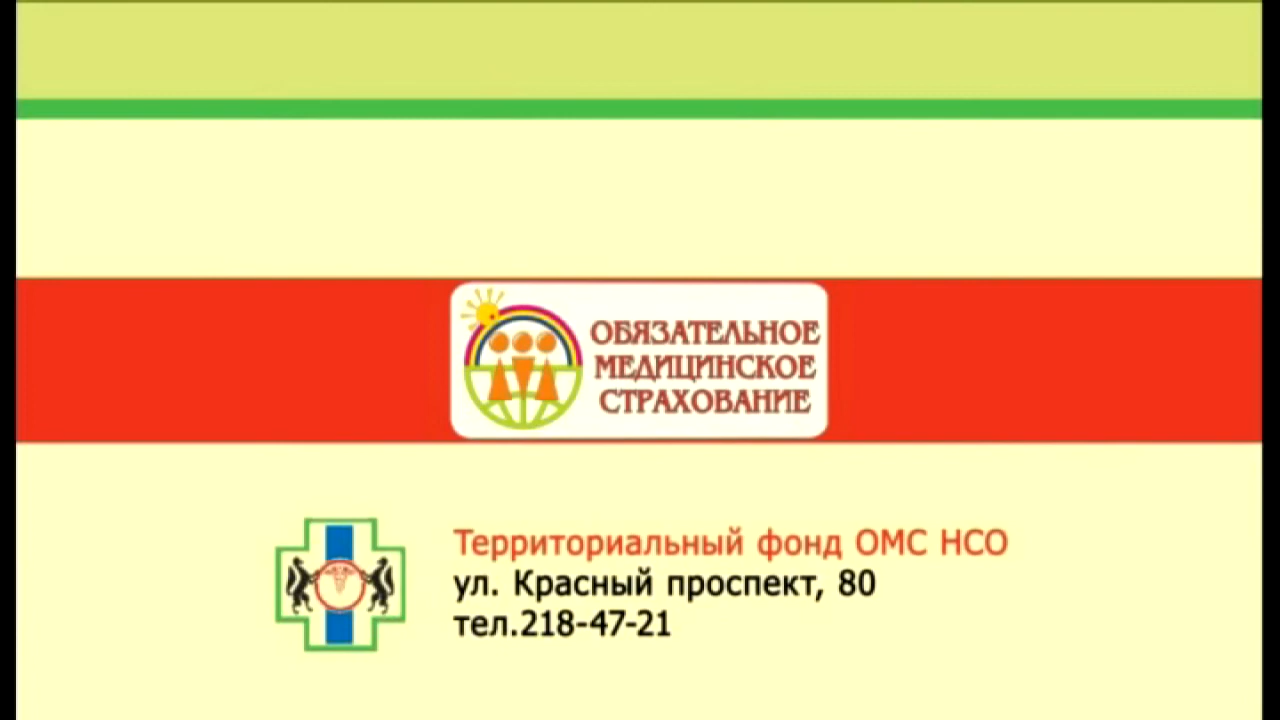 ОБЯЗАТЕЛЬНОЕ
МЕДИЦИНСКОЕ
СТРАХОВАНИЕ
Территориальный фонд ОМС НСО
ул. Красный проспект, 80
тел.218-47-21